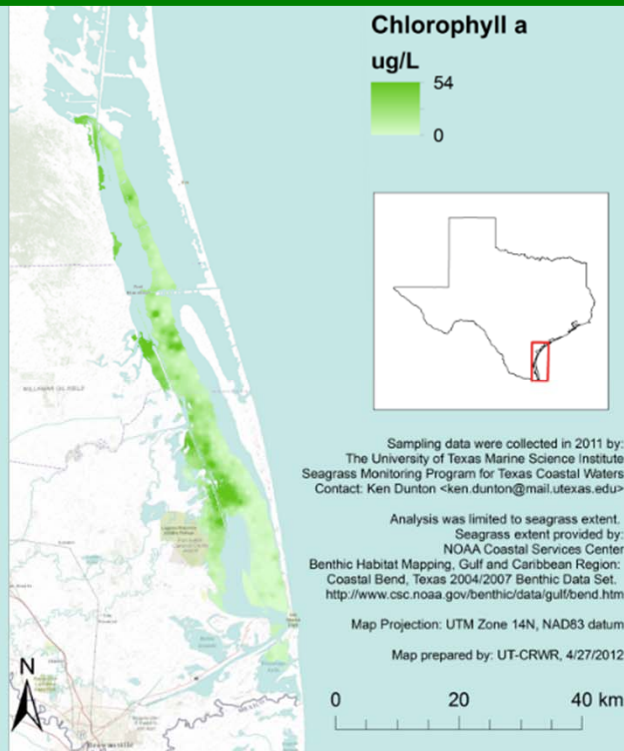 Chlorophyll a
ug/L
54
0
Sampling data were collected in 2011 by:
The University of Texas Marine Science Institute
Seagrass Monitoring Program for Texas Coastal Waters
Contact: Ken Dunton <ken.dunton@mail.utexas.edu>
Analysis was limited to seagrass extent.
Seagrass extent provided by:
NOAA Coastal Services Center
Benthic Habitat Mapping, Gulf and Caribbean Region:
Coastal Bend, Texas 2004/2007 Benthic Data Set.
http://www.csc.noaa.gov/benthic/data/gulf/bend.htm
Map Projection: UTM Zone 14N, NAD83 datum
Map prepared by: UT-CRWR, 4/27/2012
N
0 20 40 km